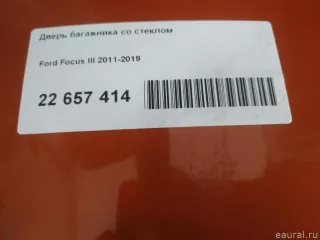 Дверь багажника со стеклом
Ford Focus III 2011-2019
22 657 414
eaural.ru